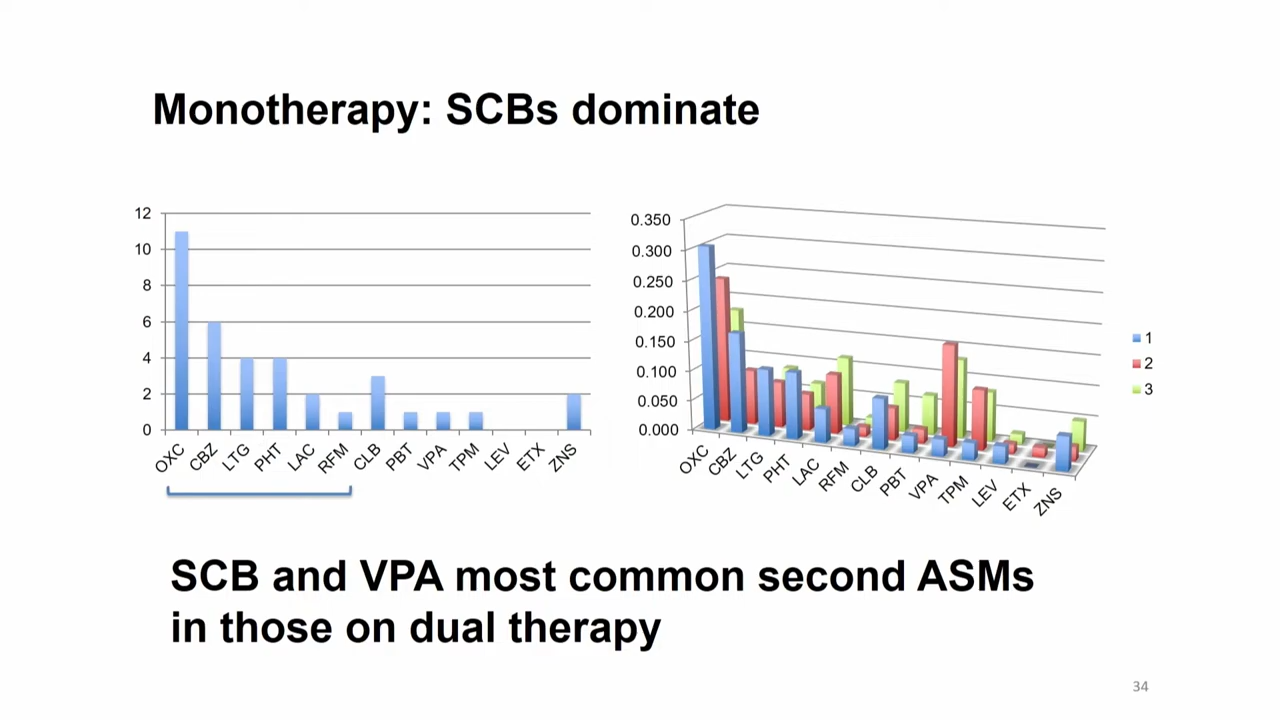 Monotherapy: SCBs dominate
12
10
8
6
4
2
0
OXC
CBZ
LTG
PHT
LAC
RFM
CLB
PBT
VPA
TPM
LEV
ETX
ZNS
0.350
0.300
0.250
0.200
0.150
0.100
0.050
0.000
OXC
CBZ
LTG
PHT
LAC
RFM
CLB
PBT
VPA
TPM
LEV
ETX
ZNS
1
2
3
SCB and VPA most common second ASMs
in those on dual therapy
34